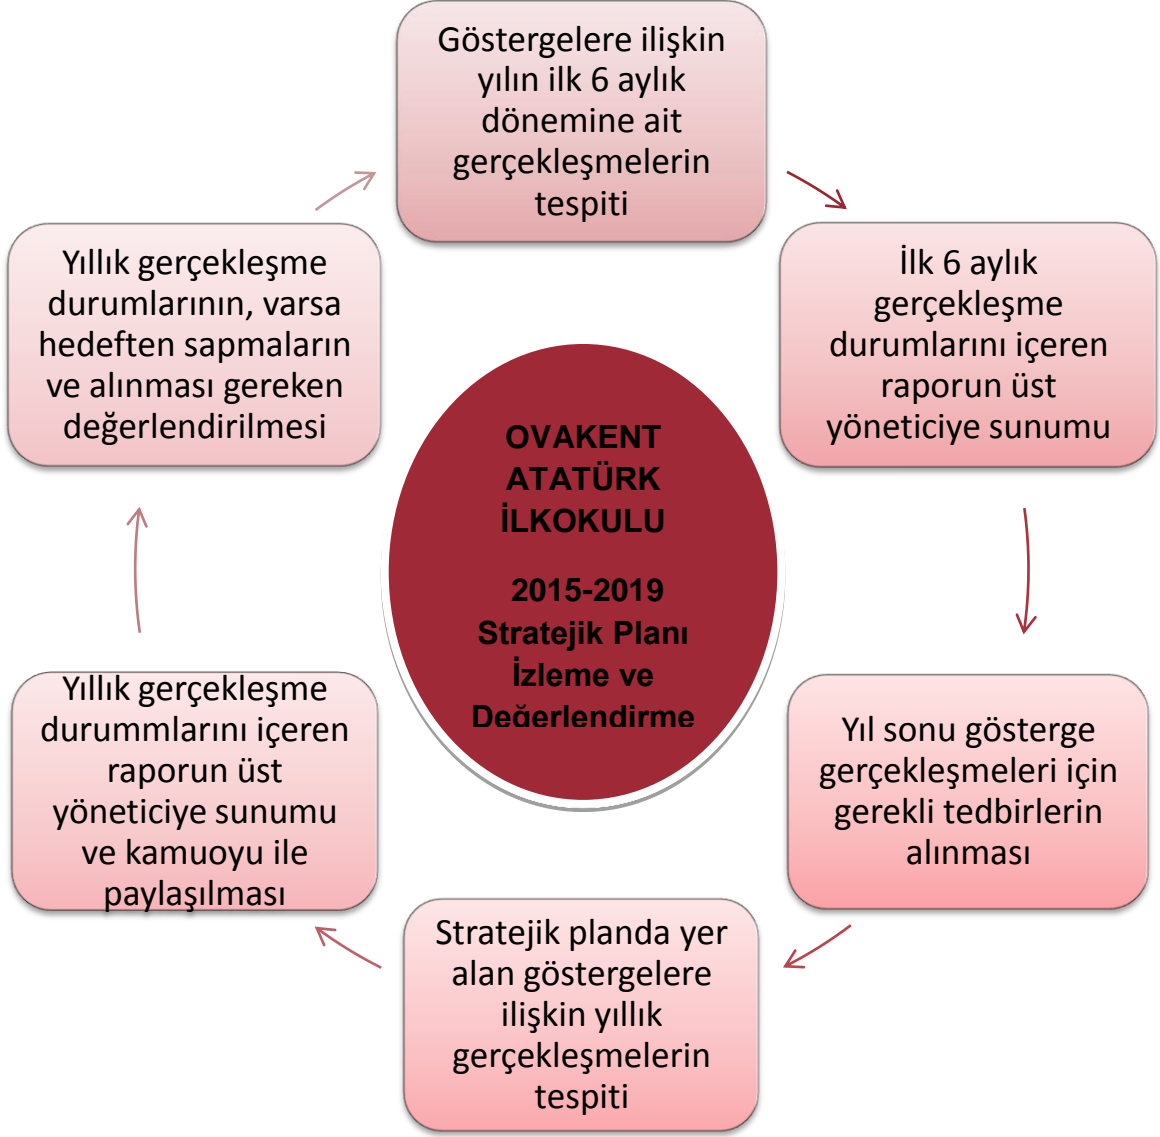 Göstergelere ilişkin
yılın ilk 6 aylık
dönemine ait
gerçekleşmelerin
tespiti
İlk 6 aylık
gerçekleşme
durumlarını içeren
raporun üst
yöneticiye sunumu
Yıl sonu gösterge
gerçekleşmeleri için
gerekli tedbirlerin
alınması
Stratejik planda yer
alan göstergelere
ilişkin yıllık
gerçekleşmelerin
tespiti
Yıllık gerçekleşme
durummlarını içeren
raporun üst
yöneticiye sunumu
ve kamuoyu ile
paylaşılması
Yıllık gerçekleşme
durumlarının, varsa
hedeften sapmaların
ve alınması gereken
değerlendirilmesi
OVAKENT
ATATÜRK
İLKOKULU
2015-2019
Stratejik Planı
İzleme ve
Değerlendirme